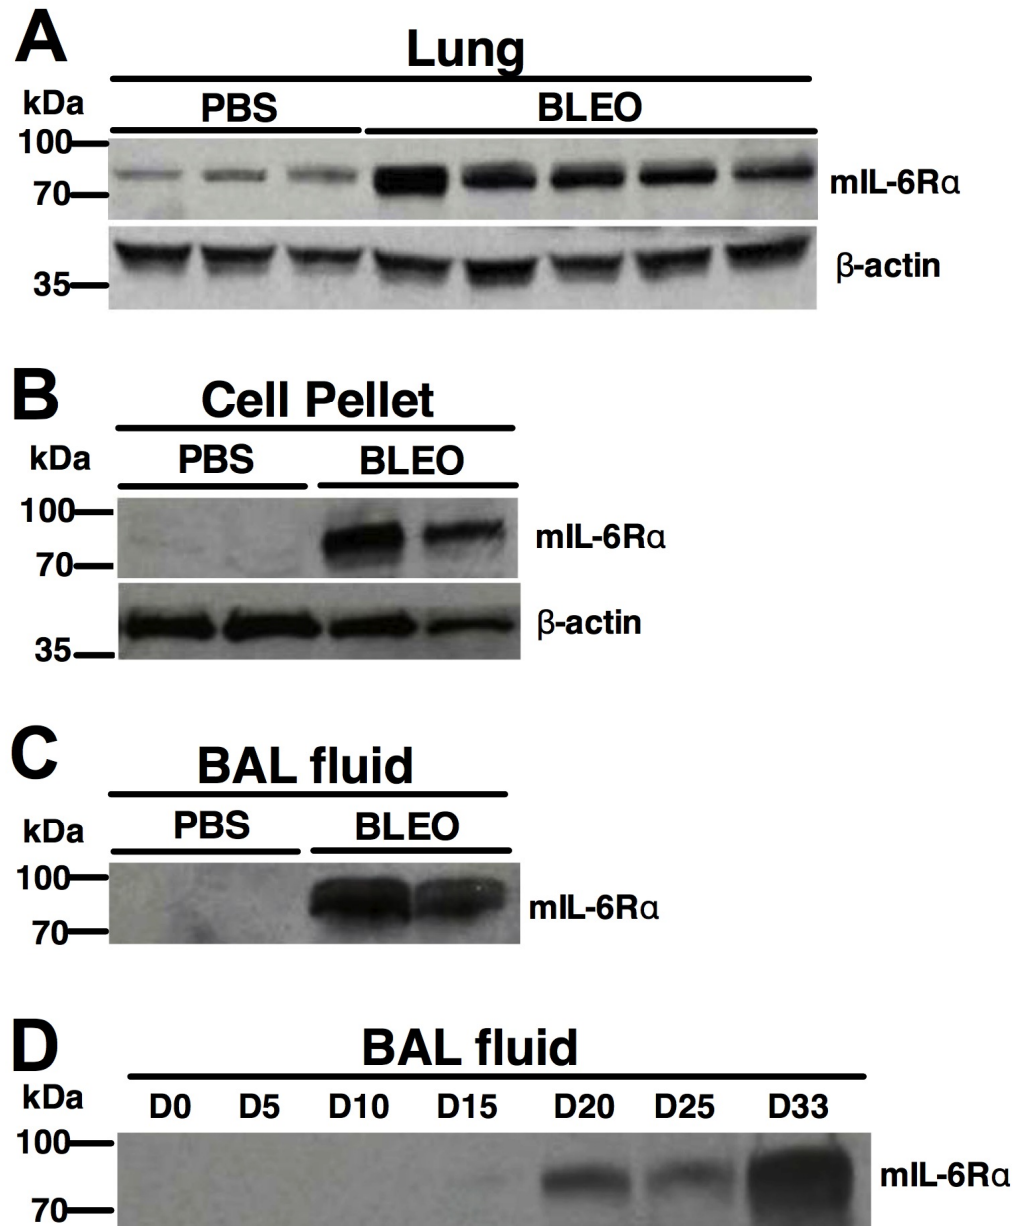 A
Lung
kDa
PBS
BLEO
100
70
mIL-6Rα
35
β-actin
B
Cell Pellet
kDa
PBS
BLEO
100
70
mIL-6Rα
35
β-actin
C
BAL fluid
kDa
PBS
BLEO
100
70
mIL-6Rα
D
BAL fluid
kDa
D0 D5 D10 D15 D20 D25 D33
100
70
mIL-6Rα